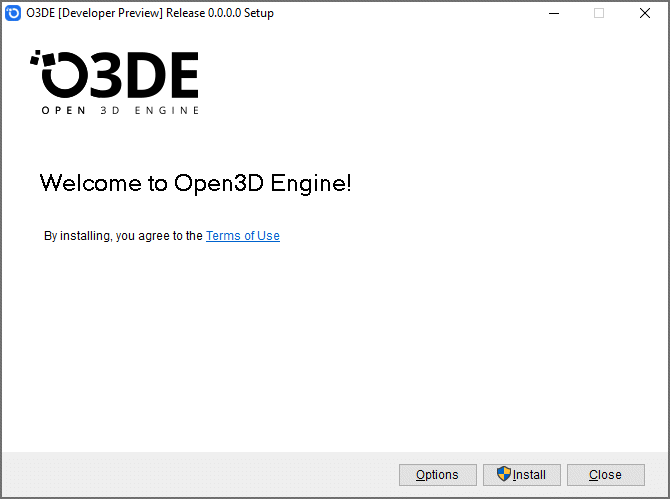 O3DE [Developer Preview] Release 0.0.0.0 Setup
O3DE
OPEN 3D ENGINE
Welcome to Open3D Engine!
By installing, you agree to the Terms of Use
Options Install Close